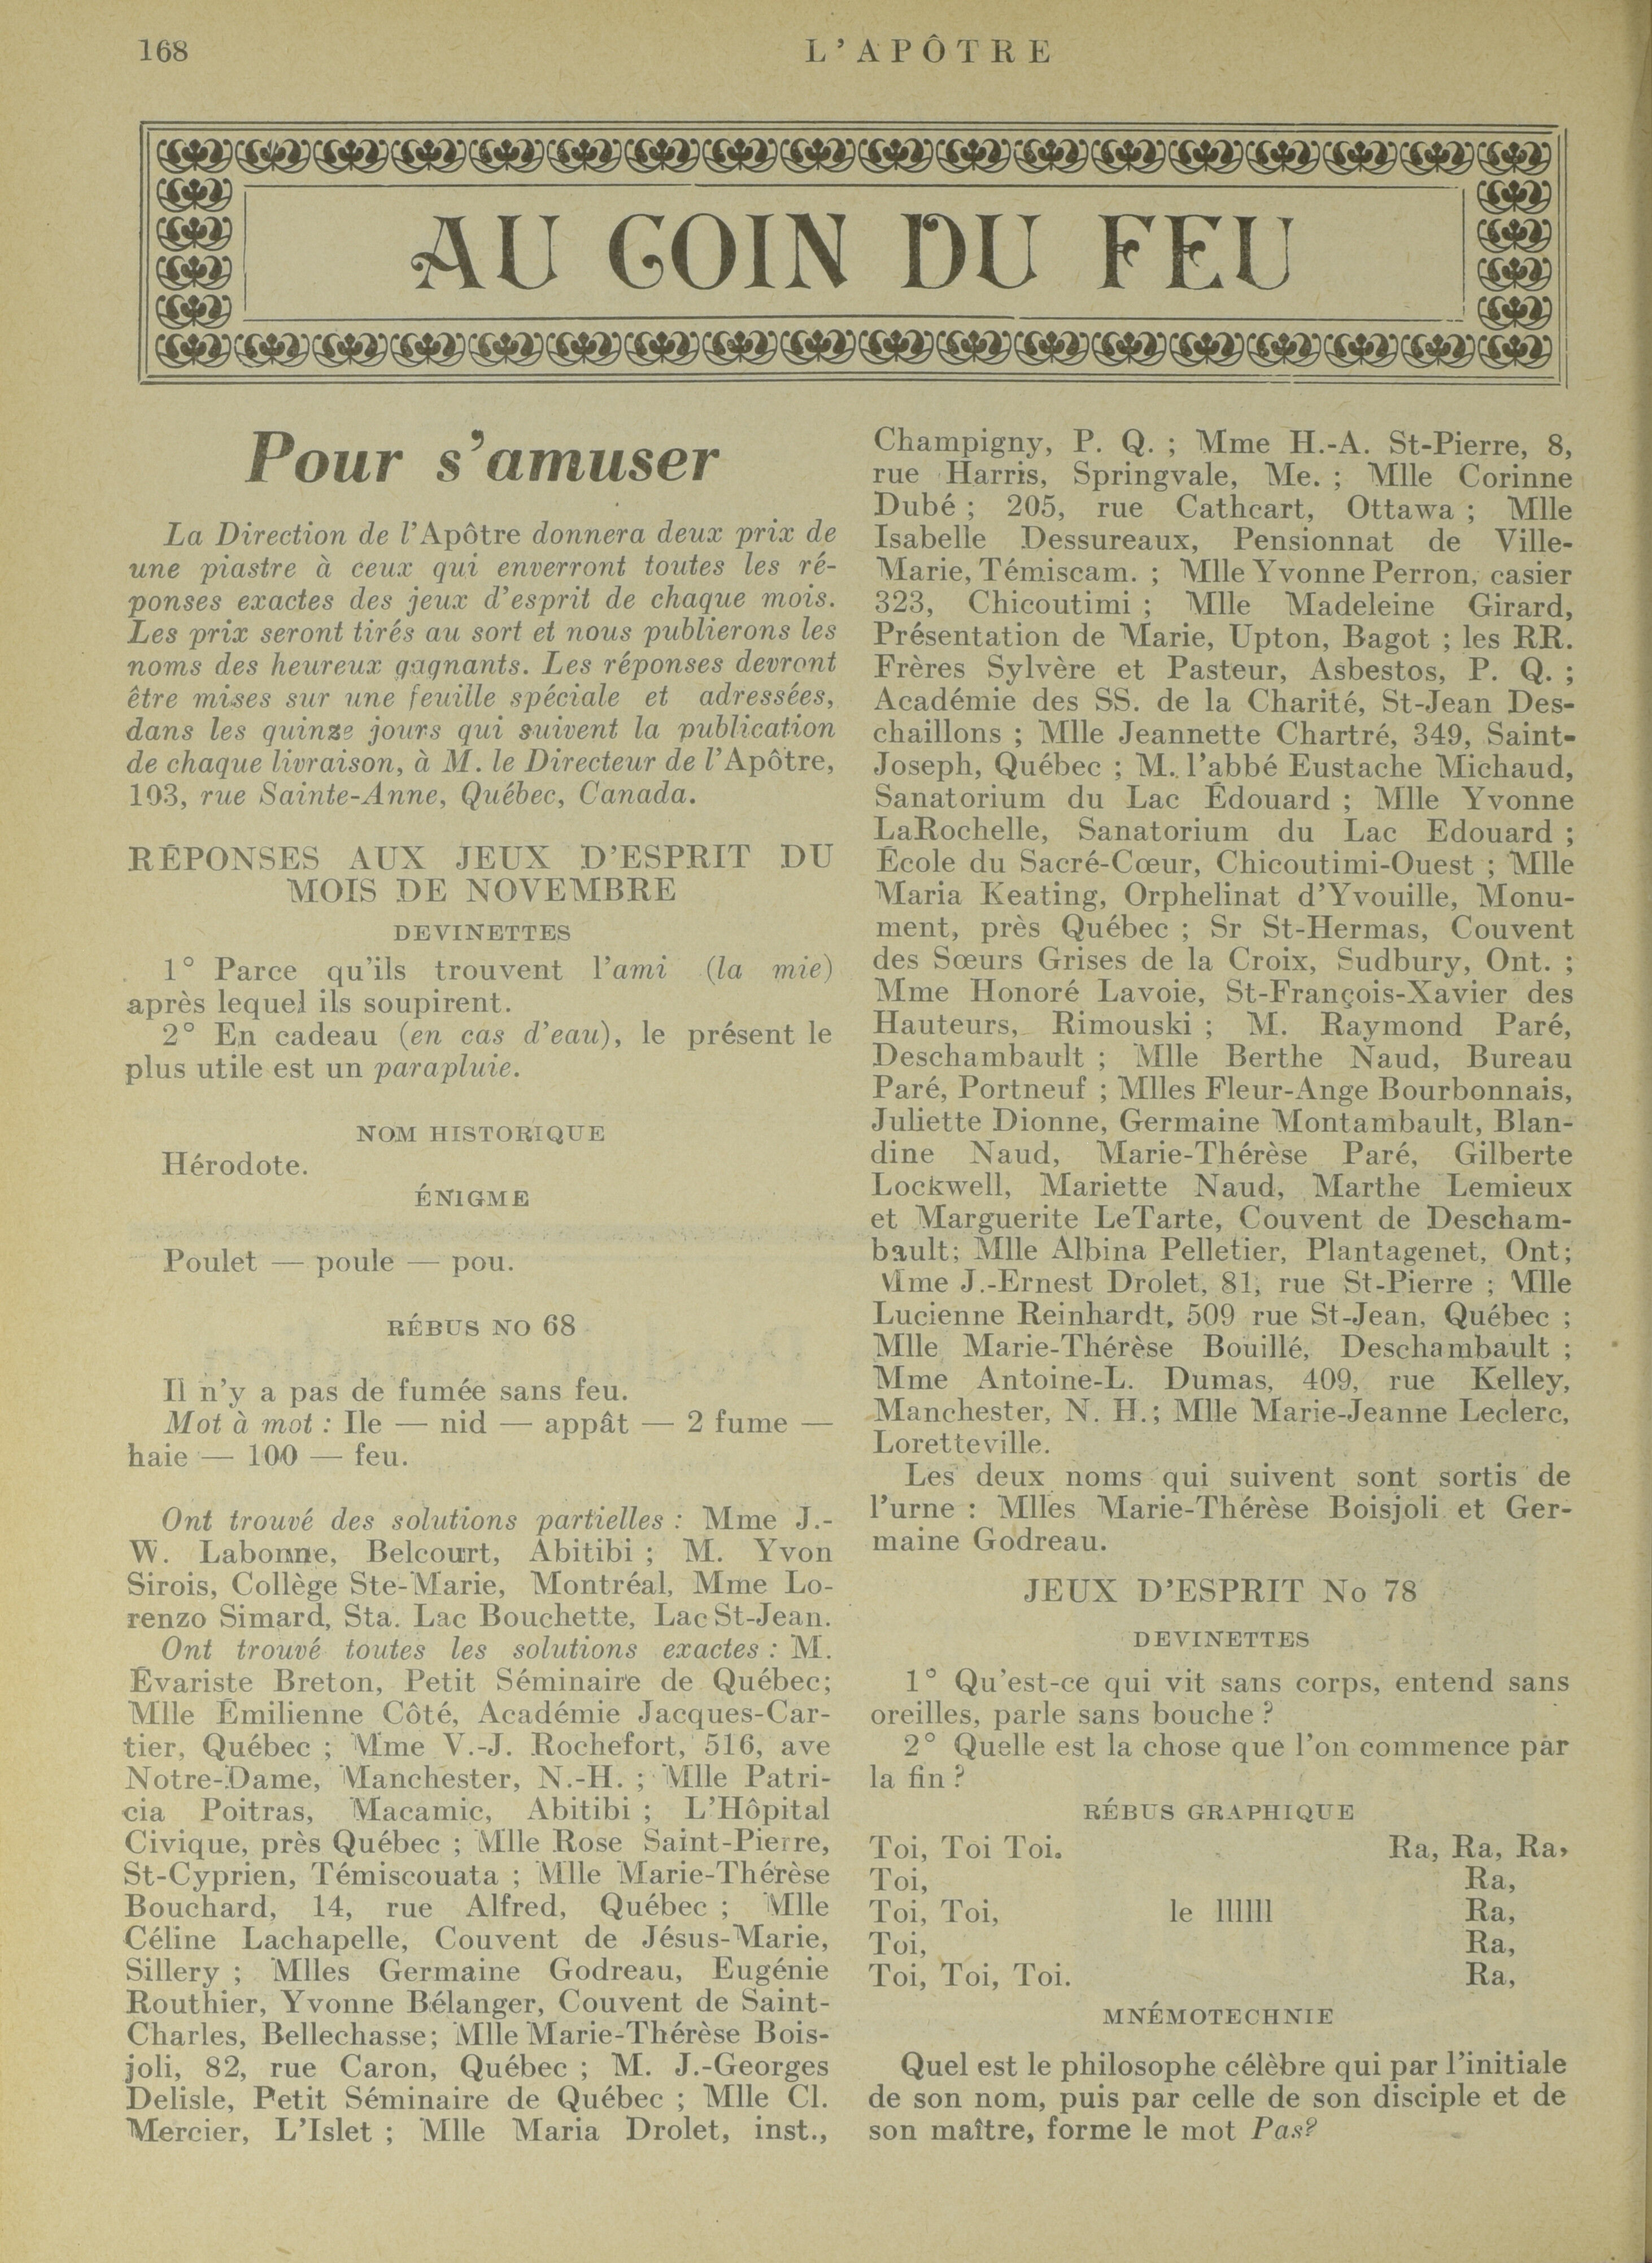 168
L'APÔTRE
AU COIN DU FEU
Pour s'amuser
La Direction de l'Apôtre donnera deux prix de
une piastre à ceux qui enverront toutes les ré-
ponses exactes des jeux d'esprit de chaque mois.
Les prix seront tirés au sort et nous publierons les
noms des heureux gagnants. Les réponses devront
être mises sur une feuille spéciale et adressées,
dans les quinze jours qui suivent la publication
de chaque livraison, à M. le Directeur de l'Apôtre,
103, rue Sainte-Anne, Québec, Canada.
RÉPONSES AUX JEUX D'ESPRIT DU
MOIS DE NOVEMBRE
DEVINETTES
1° Parce qu'ils trouvent l'ami (la mie)
après lequel ils soupirent.
2° En cadeau (en cas d'eau), le présent le
plus utile est un parapluie.
NOM HISTORIQUE
Hérodote.
ÉNIGME
Poulet — poule — pou.
RÉBUS NO 68
Il n'y a pas de fumée sans feu.
Mot à mot : Ile — nid — appât — 2 fume —
haie — 100 — feu.
Ont trouvé des solutions partielles : Mme J.-
W. Labonne, Belcourt, Abitibi ; M. Yvon
Sirois, Collège Ste-Marie, Montréal, Mme Lo-
renzo Simard, Sta. Lac Bouchette, Lac St-Jean.
Ont trouvé toutes les solutions exactes : M.
Évariste Breton, Petit Séminaire de Québec;
Mlle Émilienne Côté, Académie Jacques-Car-
tier, Québec ; Mme V.-J. Rochefort, 516, ave
Notre-Dame, Manchester, N.-H. ; Mlle Patri-
cia Poitras, Macamic, Abitibi ; L'Hôpital
Civique, près Québec ; Mlle Rose Saint-Pierre,
St-Cyprien, Témiscouata ; Mlle Marie-Thérèse
Bouchard, 14, rue Alfred, Québec ; Mlle
Céline Lachapelle, Couvent de Jésus-Marie,
Sillery ; Mlles Germaine Godreau, Eugénie
Routhier, Yvonne Bélanger, Couvent de Saint-
Charles, Bellechasse; Mlle Marie-Thérèse Bois-
joli, 82, rue Caron, Québec ; M. J.-Georges
Delisle, Petit Séminaire de Québec ; Mlle Cl.
Mercier, L'Islet ; Mlle Maria Drolet, inst.,
Champigny, P. Q. ; Mme H.-A. St-Pierre, 8,
rue Harris, Springvale, Me. ; Mlle Corinne
Dubé ; 205, rue Cathcart, Ottawa ; Mlle
Isabelle Dessureaux, Pensionnat de Ville-
Marie, Témiscam. ; Mlle Yvonne Perron, casier
323, Chicoutimi ; Mlle Madeleine Girard,
Présentation de Marie, Upton, Bagot ; les RR.
Frères Sylvère et Pasteur, Asbestos, P. Q. ;
Académie des SS. de la Charité, St-Jean Des-
chaillons ; Mlle Jeannette Chartré, 349, Saint-
Joseph, Québec ; M. l'abbé Eustache Michaud,
Sanatorium du Lac Édouard ; Mlle Yvonne
LaRochelle, Sanatorium du Lac Edouard ;
École du Sacré-Cœur, Chicoutimi-Ouest ; Mlle
Maria Keating, Orphelinat d'Yvouille, Monu-
ment, près Québec ; Sr St-Hermas, Couvent
des Sœurs Grises de la Croix, Sudbury, Ont. ;
Mme Honoré Lavoie, St-François-Xavier des
Hauteurs, Rimouski ; M. Raymond Paré,
Deschambault ; Mlle Berthe Naud, Bureau
Paré, Portneuf ; Mlles Fleur-Ange Bourbonnais,
Juliette Dionne, Germaine Montambault, Blan-
dine Naud, Marie-Thérèse Paré, Gilberte
Lockwell, Mariette Naud, Marthe Lemieux
et Marguerite LeTarte, Couvent de Descham-
bault; Mlle Albina Pelletier, Plantagenet, Ont;
Mme J.-Ernest Drolet, 81, rue St-Pierre ; Mlle
Lucienne Reinhardt, 509 rue St-Jean, Québec ;
Mlle Marie-Thérèse Bouillé, Deschambault ;
Mme Antoine-L. Dumas, 409, rue Kelley,
Manchester, N. H.; Mlle Marie-Jeanne Leclerc,
Loretteville.
Les deux noms qui suivent sont sortis de
l'urne : Mlles Marie-Thérèse Boisjoli et Ger-
maine Godreau.
JEUX D'ESPRIT No 78
DEVINETTES
1° Qu'est-ce qui vit sans corps, entend sans
oreilles, parle sans bouche ?
2° Quelle est la chose que l'on commence par
la fin ?
RÉBUS GRAPHIQUE
Toi, Toi Toi. Ra, Ra, Ra,
Toi, Ra,
Toi, Toi, le llllll Ra,
Toi, Ra,
Toi, Toi, Toi. Ra,
MNÉMOTECHNIE
Quel est le philosophe célèbre qui par l'initiale
de son nom, puis par celle de son disciple et de
son maître, forme le mot Pas?